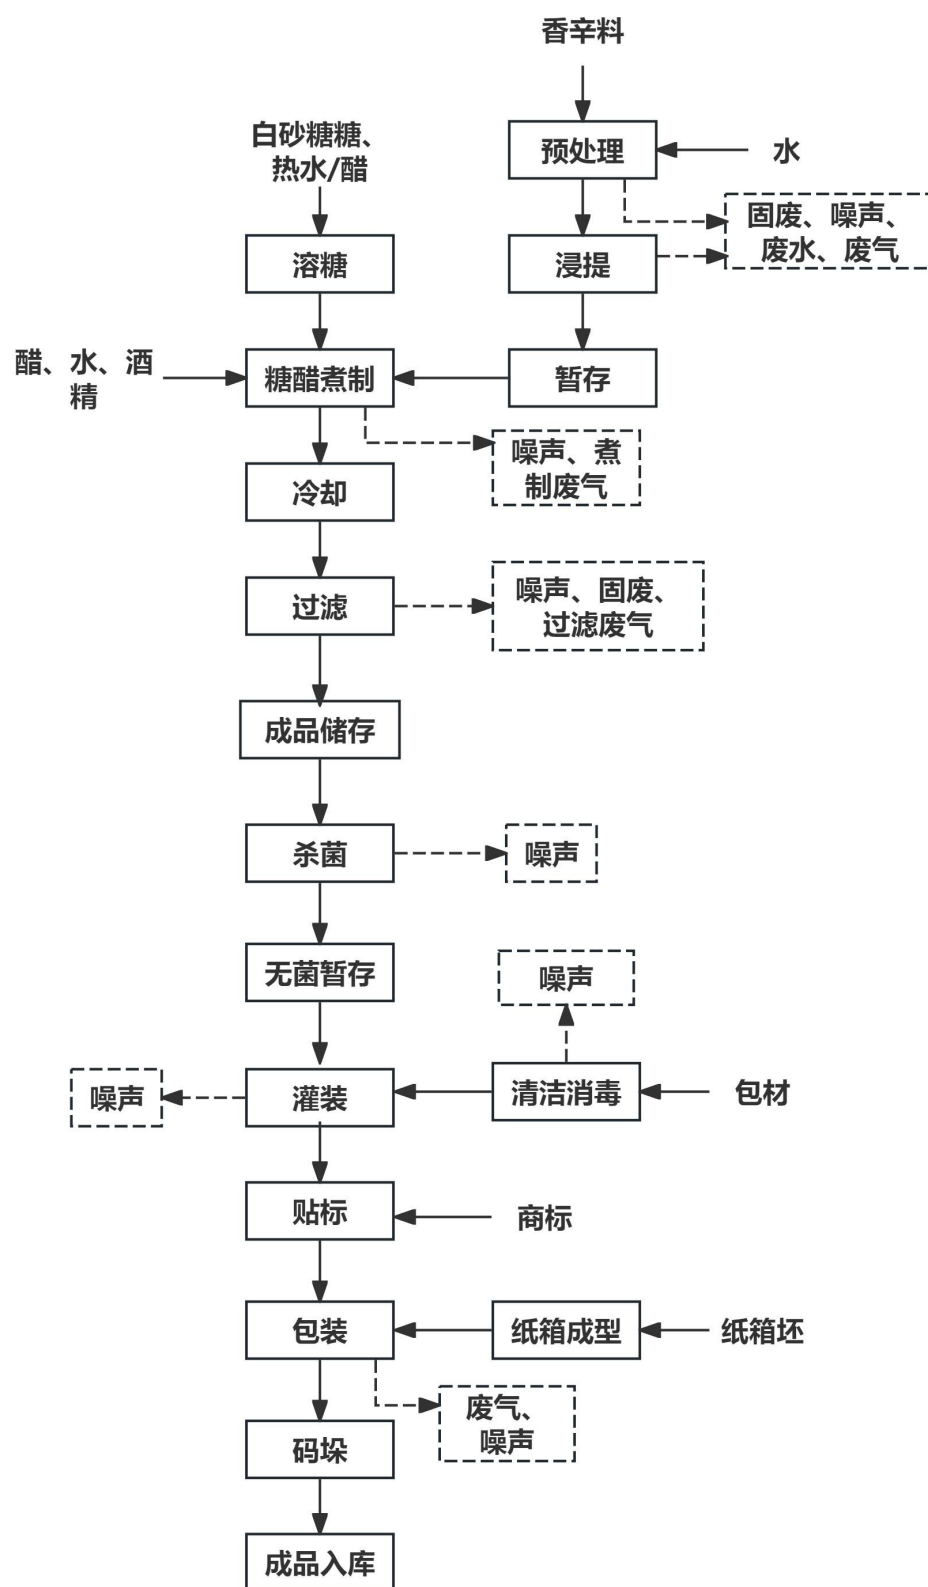 香辛料
白砂糖糖、
热水/醋
预处理
水
固废、噪声、
废水、废气
溶糖
浸提
醋、水、酒
精
糖醋煮制
暂存
噪声、煮
制废气
冷却
过滤
噪声、固废、
过滤废气
成品储存
杀菌
噪声
无菌暂存
噪声
噪声
灌装
清洁消毒
包材
贴标
商标
包装
纸箱成型
纸箱坯
废气、
噪声
码垛
成品入库